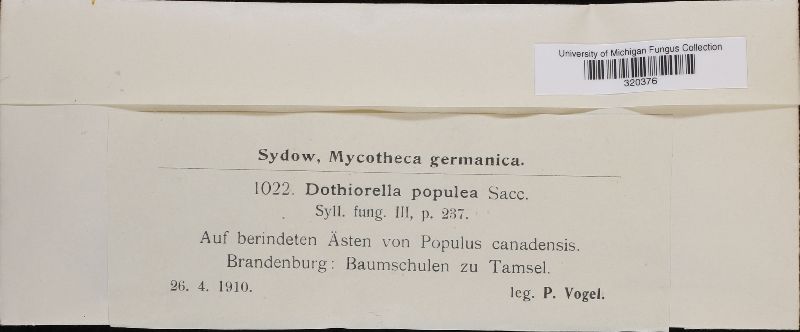 University of Michigan Fungus Collection
320376
Sydow, Mycotheca germanica.
1022. Dothiorella populea Sacc.
Syll. fung. III, p. 237.
Auf berindeten Ästen von Populus canadensis.
Brandenburg: Baumschulen zu Tamsel.
26. 4. 1910. leg. P. Vogel.